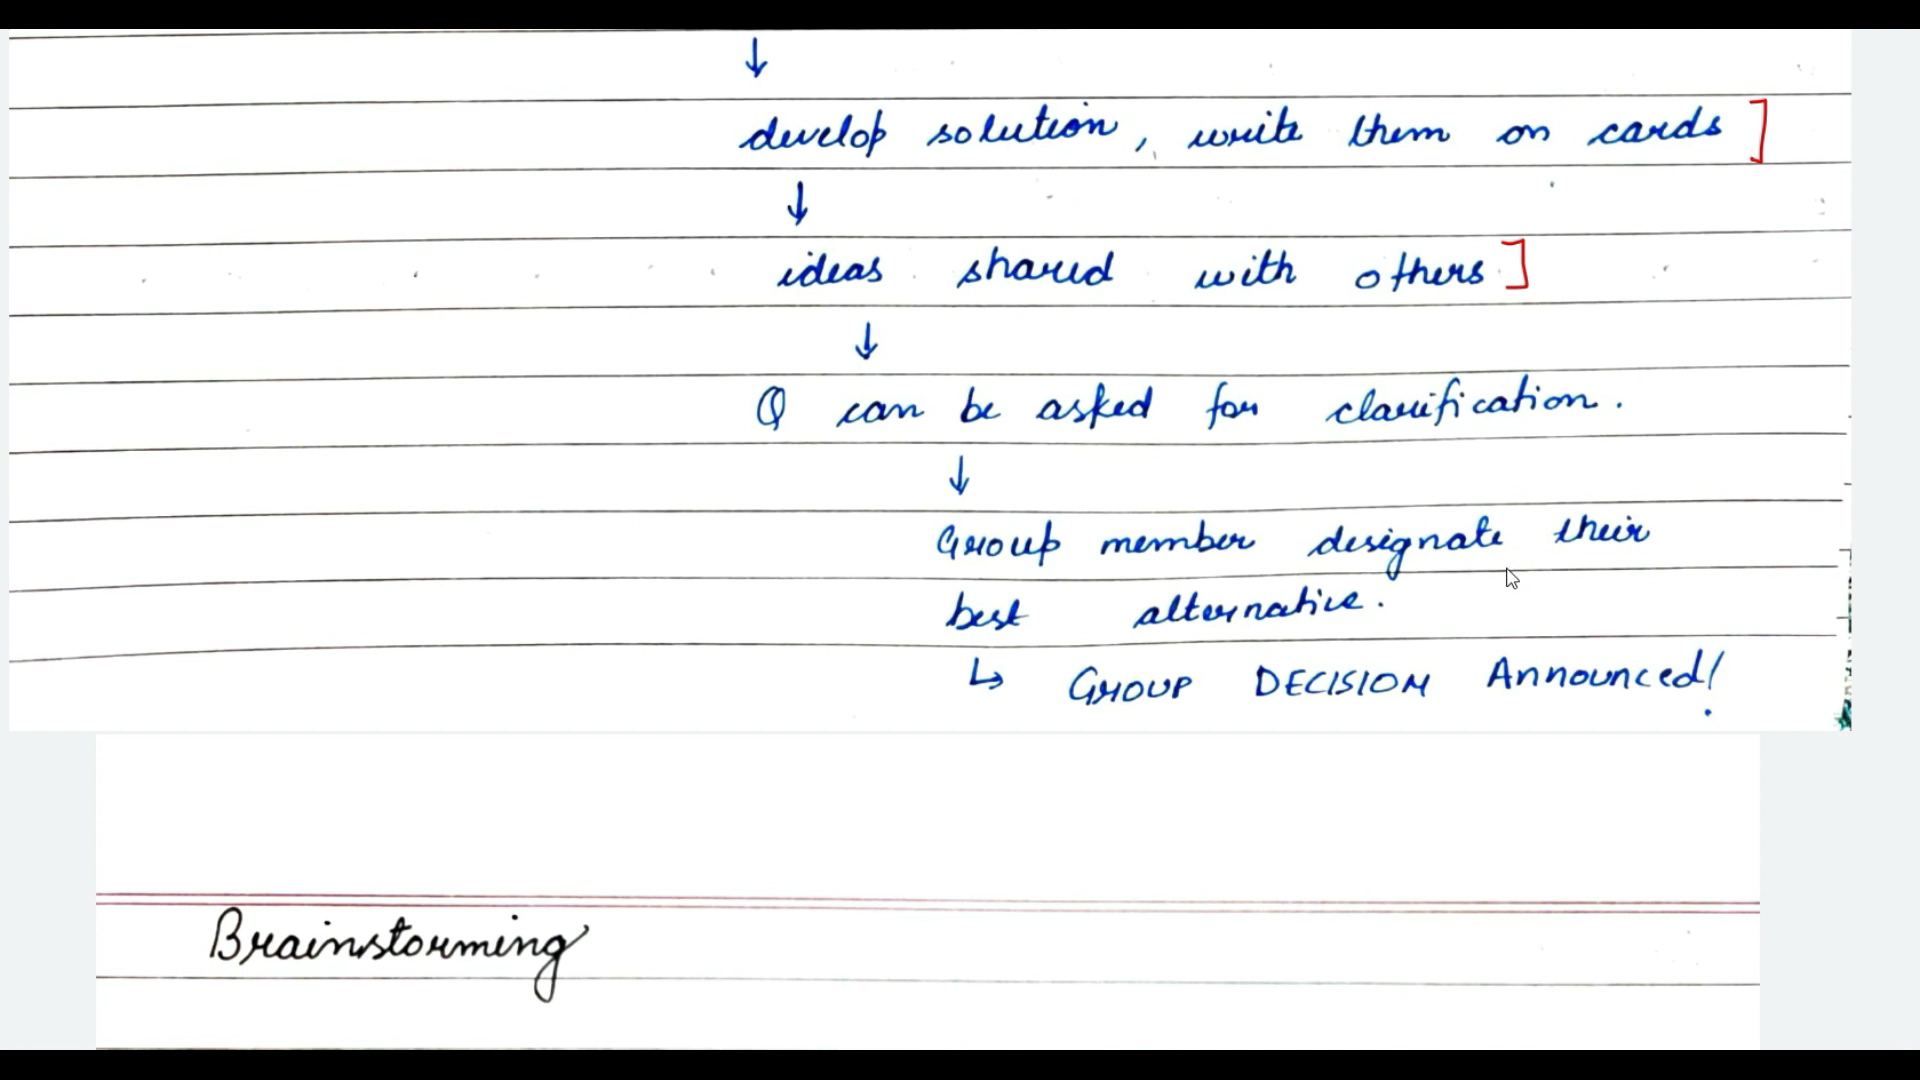 ↓
develop solution, write them on cards ]
↓
ideas shared with others ]
↓
Q can be asked for clarification.
↓
Group member designate their
best alternative.
↳ GROUP DECISION Announced!
Brainstorming